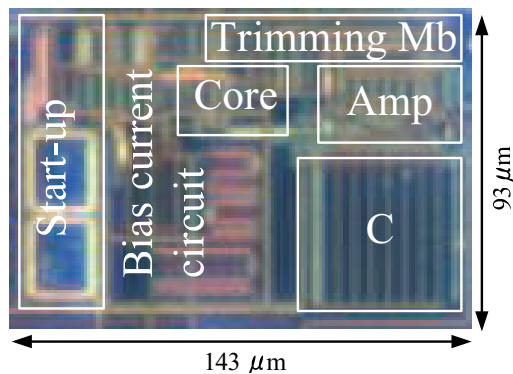 Trimming Mb
Core
Amp
Start-up
Bias current
circuit
C
93 μm
143 μm